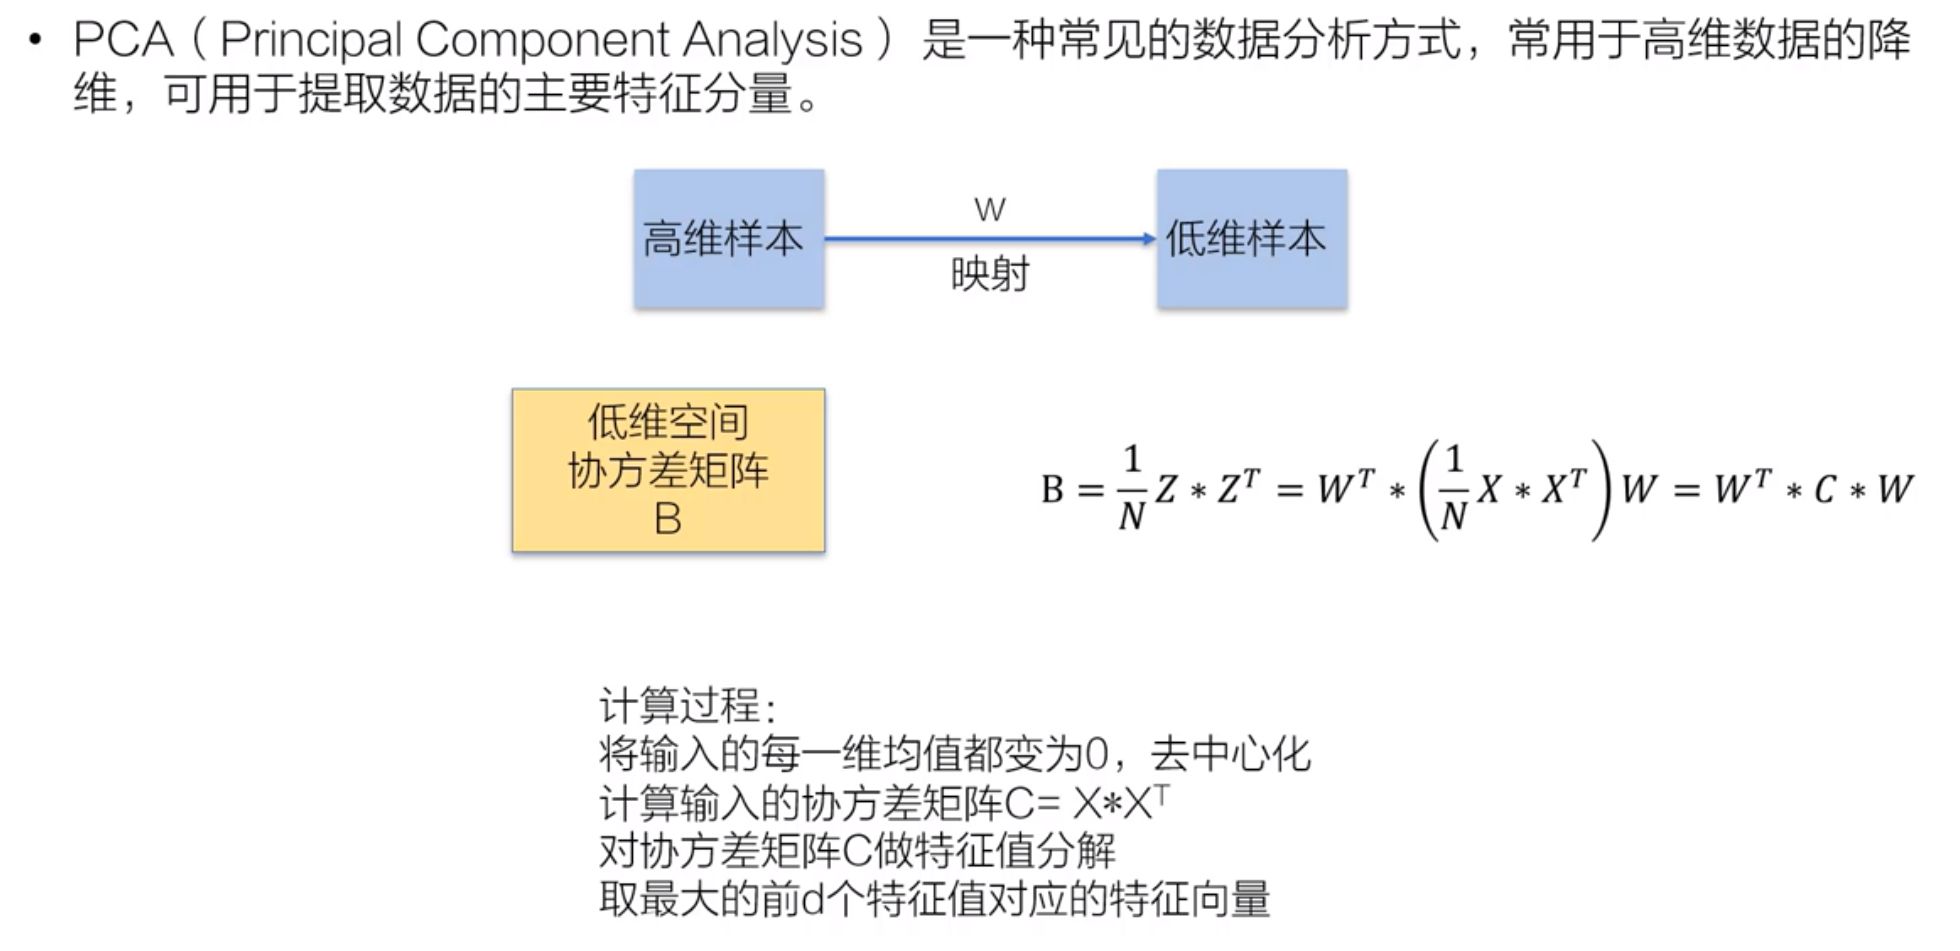 • PCA（Principal Component Analysis） 是一种常见的数据分析方式，常用于高维数据的降
维，可用于提取数据的主要特征分量。
高维样本
W
映射
低维样本
低维空间
协方差矩阵
B
B = \frac{1}{N} Z * Z^T = W^T * \left( \frac{1}{N} X * X^T \right) W = W^T * C * W
计算过程：
将输入的每一维均值都变为0，去中心化
计算输入的协方差矩阵C= X*X^T
对协方差矩阵C做特征值分解
取最大的前d个特征值对应的特征向量